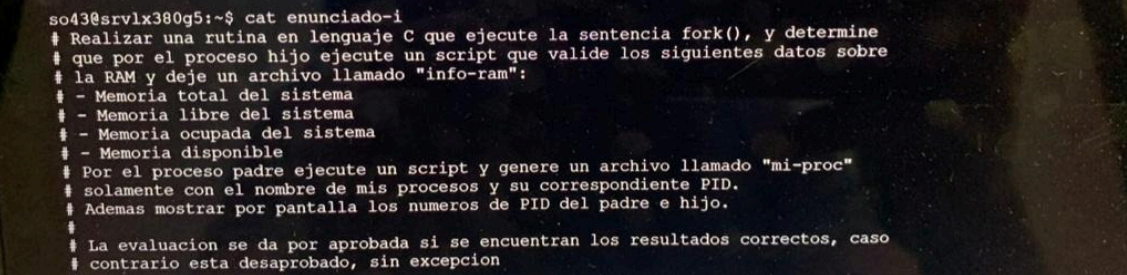 so43@srvlx380g5:~$ cat enunciado-i
# Realizar una rutina en lenguaje C que ejecute la sentencia fork(), y determine
# que por el proceso hijo ejecute un script que valide los siguientes datos sobre
# la RAM y deje un archivo llamado "info-ram":
# - Memoria total del sistema
# - Memoria libre del sistema
# - Memoria ocupada del sistema
# - Memoria disponible
# Por el proceso padre ejecute un script y genere un archivo llamado "mi-proc"
# solamente con el nombre de mis procesos y su correspondiente PID.
# Ademas mostrar por pantalla los numeros de PID del padre e hijo.
#
# La evaluacion se da por aprobada si se encuentran los resultados correctos, caso
# contrario esta desaprobado, sin excepcion